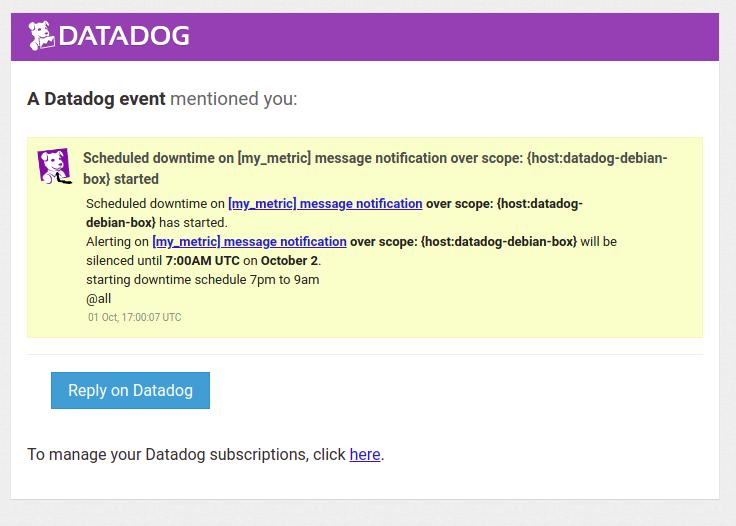 DATADOG
A Datadog event mentioned you:
Scheduled downtime on [my_metric] message notification over scope: {host:datadog-debian-
box} started
Scheduled downtime on [my_metric] message notification over scope: {host:datadog-
debian-box} has started.
Alerting on [my_metric] message notification over scope: {host:datadog-debian-box} will be
silenced until 7:00AM UTC on October 2.
starting downtime schedule 7pm to 9am
@all
01 Oct, 17:00:07 UTC
Reply on Datadog
To manage your Datadog subscriptions, click here.